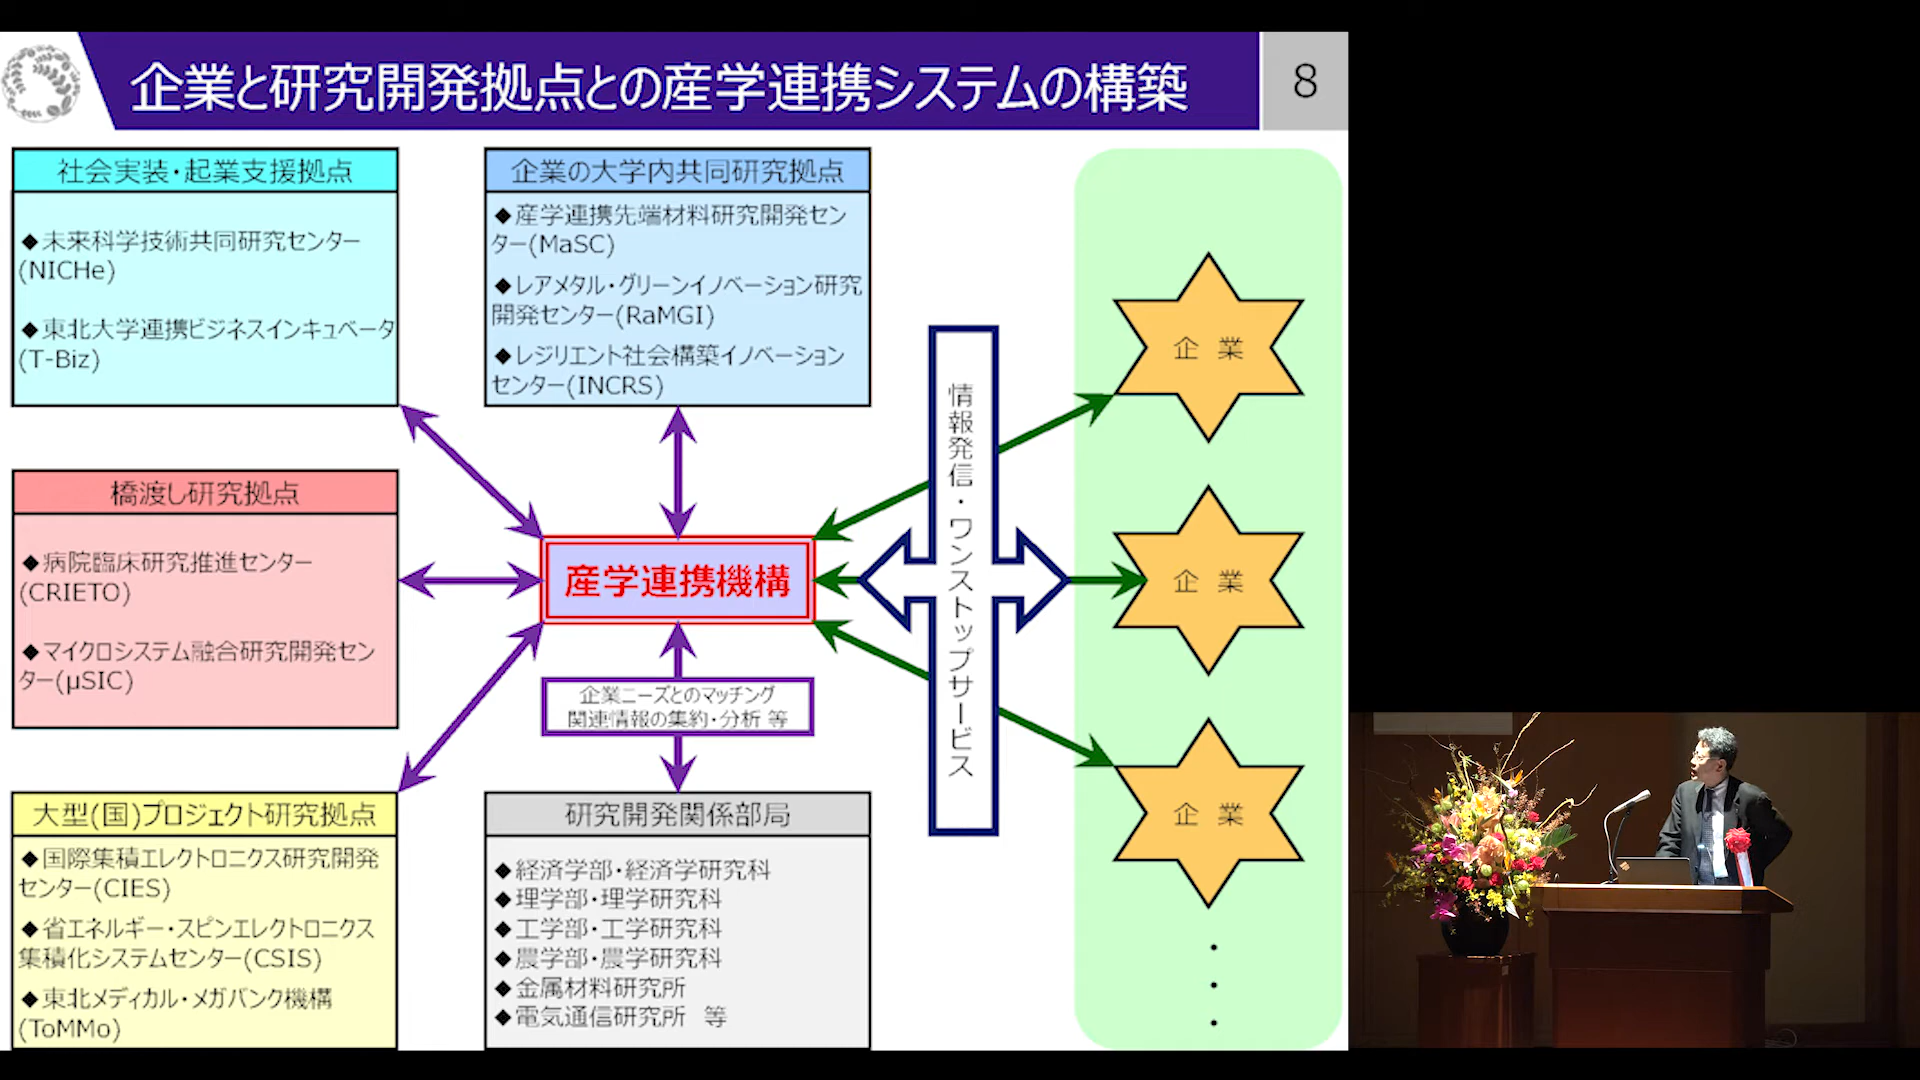 企業と研究開発拠点との産学連携システムの構築
8
社会実装・起業支援拠点
◆未来科学技術共同研究センター
(NICHe)
◆東北大学連携ビジネスインキュベータ
(T-Biz)
企業の大学内共同研究拠点
◆産学連携先端材料研究開発セン
ター(MaSC)
◆レアメタル・グリーンイノベーション研究
開発センター(RaMGI)
◆レジリエント社会構築イノベーション
センター(INCRS)
橋渡し研究拠点
◆病院臨床研究推進センター
(CRIETO)
◆マイクロシステム融合研究開発セン
ター(μSIC)
産学連携機構
企業ニーズとのマッチング
関連情報の集約・分析 等
大型(国)プロジェクト研究拠点
◆国際集積エレクトロニクス研究開発
センター(CIES)
◆省エネルギー・スピンエレクトロニクス
集積化システムセンター(CSIS)
◆東北メディカル・メガバンク機構
(ToMMo)
研究開発関係部局
◆経済学部・経済学研究科
◆理学部・理学研究科
◆工学部・工学研究科
◆農学部・農学研究科
◆金属材料研究所
◆電気通信研究所 等
情報発信・ワンストップサービス
企 業
企 業
企 業
・
・
・